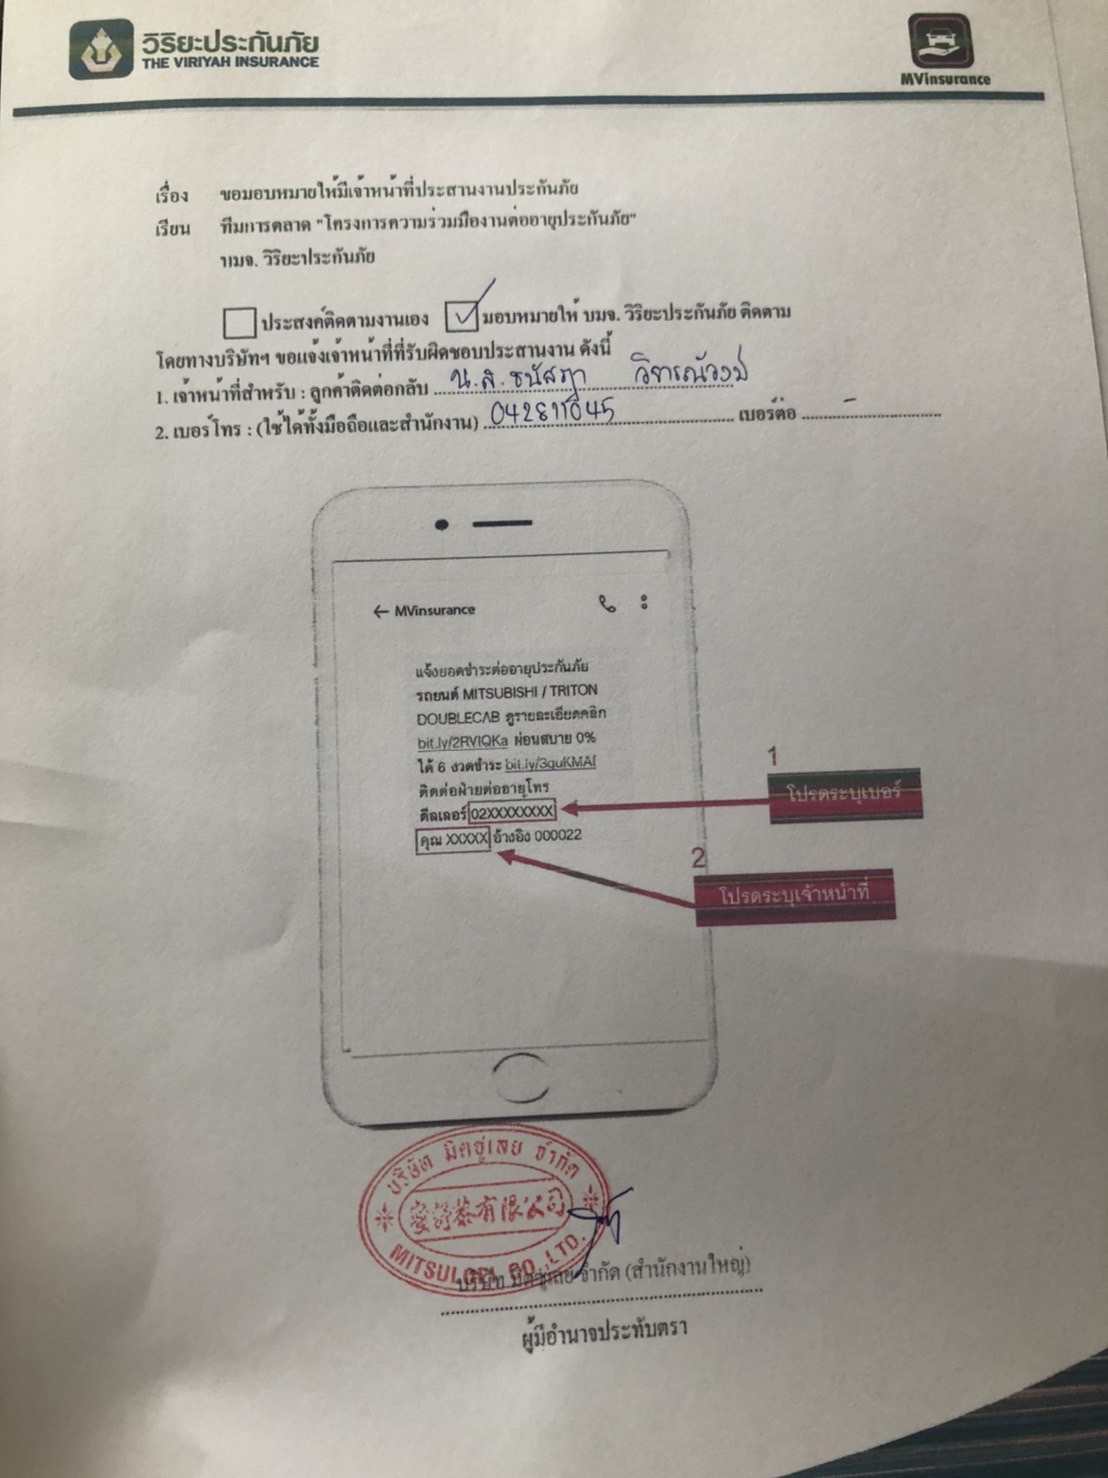 วิริยะประกันภัย
THE VIRIYAH INSURANCE
MVinsurance
เรื่อง ขอมอบหมายให้มีเจ้าหน้าที่ประสานงานประกันภัย
เรียน ทีมการตลาด "โครงการความร่วมมืองานต่ออายุประกันภัย"
บมจ. วิริยะประกันภัย
ประสงค์ติดตามงานเอง มอบหมายให้ บมจ. วิริยะประกันภัย ติดตาม
โดยทางบริษัทฯ ขอแจ้งเจ้าหน้าที่ที่รับผิดชอบประสานงาน ดังนี้
1. เจ้าหน้าที่สำหรับ : ลูกค้าติดต่อกลับ น.ส. ธนัสฎา
2. เบอร์โทร : (ใช้ได้ทั้งมือถือและสำนักงาน) 042811045 เบอร์ต่อ -
← MVinsurance
แจ้งยอดชำระต่ออายุประกันภัย
รถยนต์ MITSUBISHI / TRITON
DOUBLECAB ดูรายละเอียดคลิก
bit.ly/2RVIQKa ผ่อนสบาย 0%
ได้ 6 งวดชำระ bit.ly/3guKMAI
ติดต่อฝ่ายต่ออายุโทร
ดีลเลอร์ 02XXXXXXXX
คุณ XXXXX อ้างอิง 000022
1
โปรดระบุเบอร์
2
โปรดระบุเจ้าหน้าที่
บริษัท มิตซูเลย จำกัด
有限公司
MITSULOEI CO.,LTD.
บริษัท มิตซูเลย จำกัด (สำนักงานใหญ่)
ผู้มีอำนาจประทับตรา